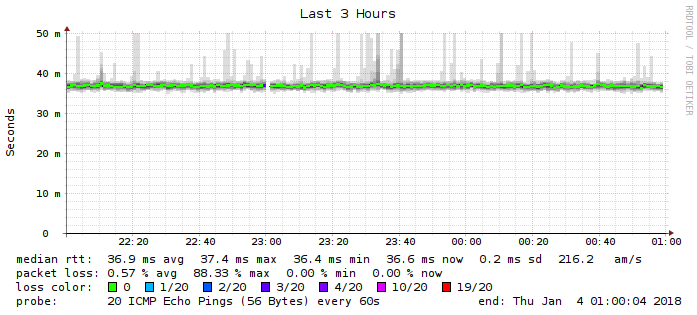 Last 3 Hours
RRDTOOL / TOBI OETIKER
Seconds
50 m
40 m
30 m
20 m
10 m
0
22:20 22:40 23:00 23:20 23:40 00:00 00:20 00:40 01:00
median rtt: 36.9 ms avg 37.4 ms max 36.4 ms min 36.6 ms now 0.2 ms sd 216.2 am/s
packet loss: 0.57 % avg 88.33 % max 0.00 % min 0.00 % now
loss color: 0 1/20 2/20 3/20 4/20 10/20 19/20
probe: 20 ICMP Echo Pings (56 Bytes) every 60s end: Thu Jan 4 01:00:04 2018